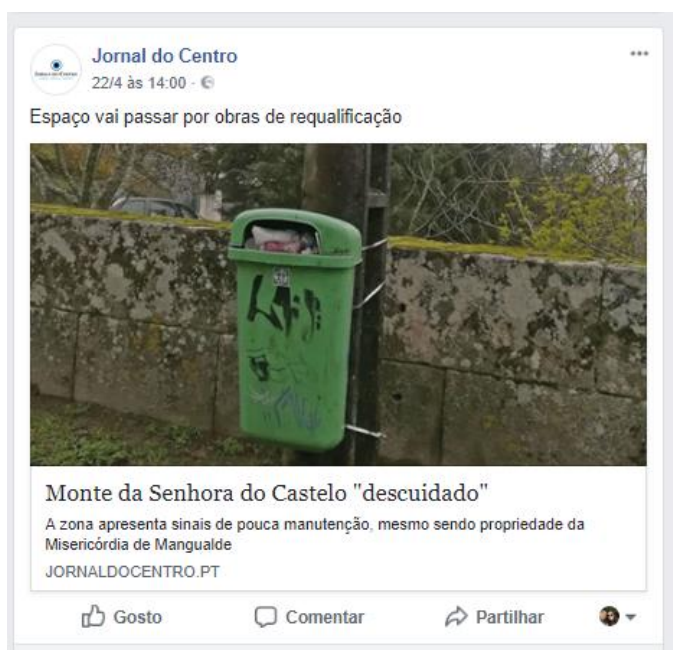 Jornal do Centro
22/4 às 14:00
Espaço vai passar por obras de requalificação
Monte da Senhora do Castelo "descuidado"
A zona apresenta sinais de pouca manutenção, mesmo sendo propriedade da
Misericórdia de Mangualde
JORNALDOCENTRO.PT
Gosto
Comentar
Partilhar